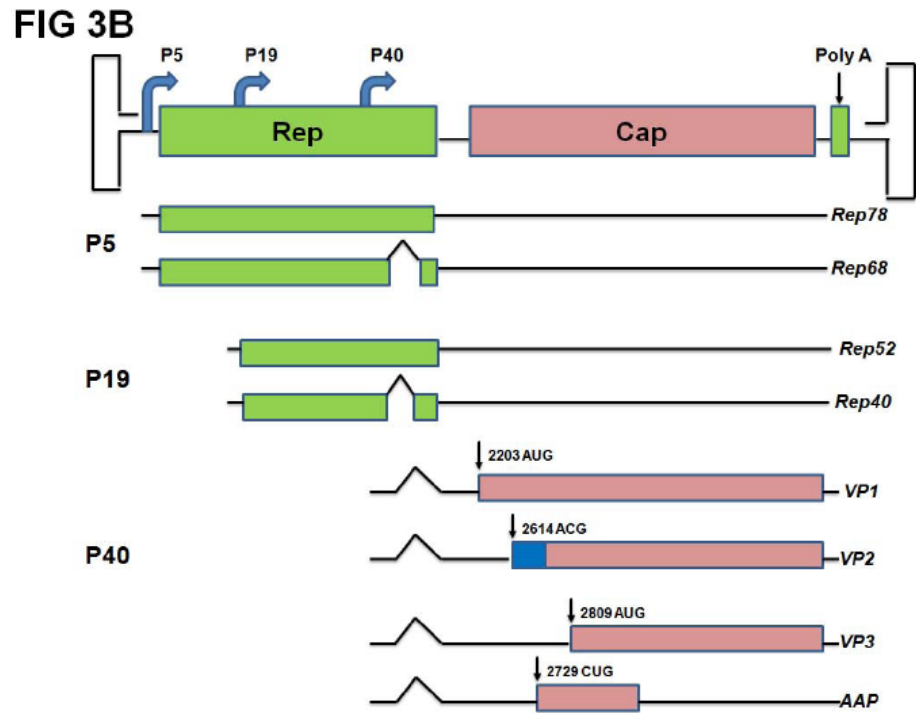 FIG 3B
P5
P19
P40
Poly A
Rep
Cap
Rep78
P5
Rep68
Rep52
P19
Rep40
2203 AUG
VP1
2614 ACG
P40
VP2
2809 AUG
VP3
2729 CUG
AAP